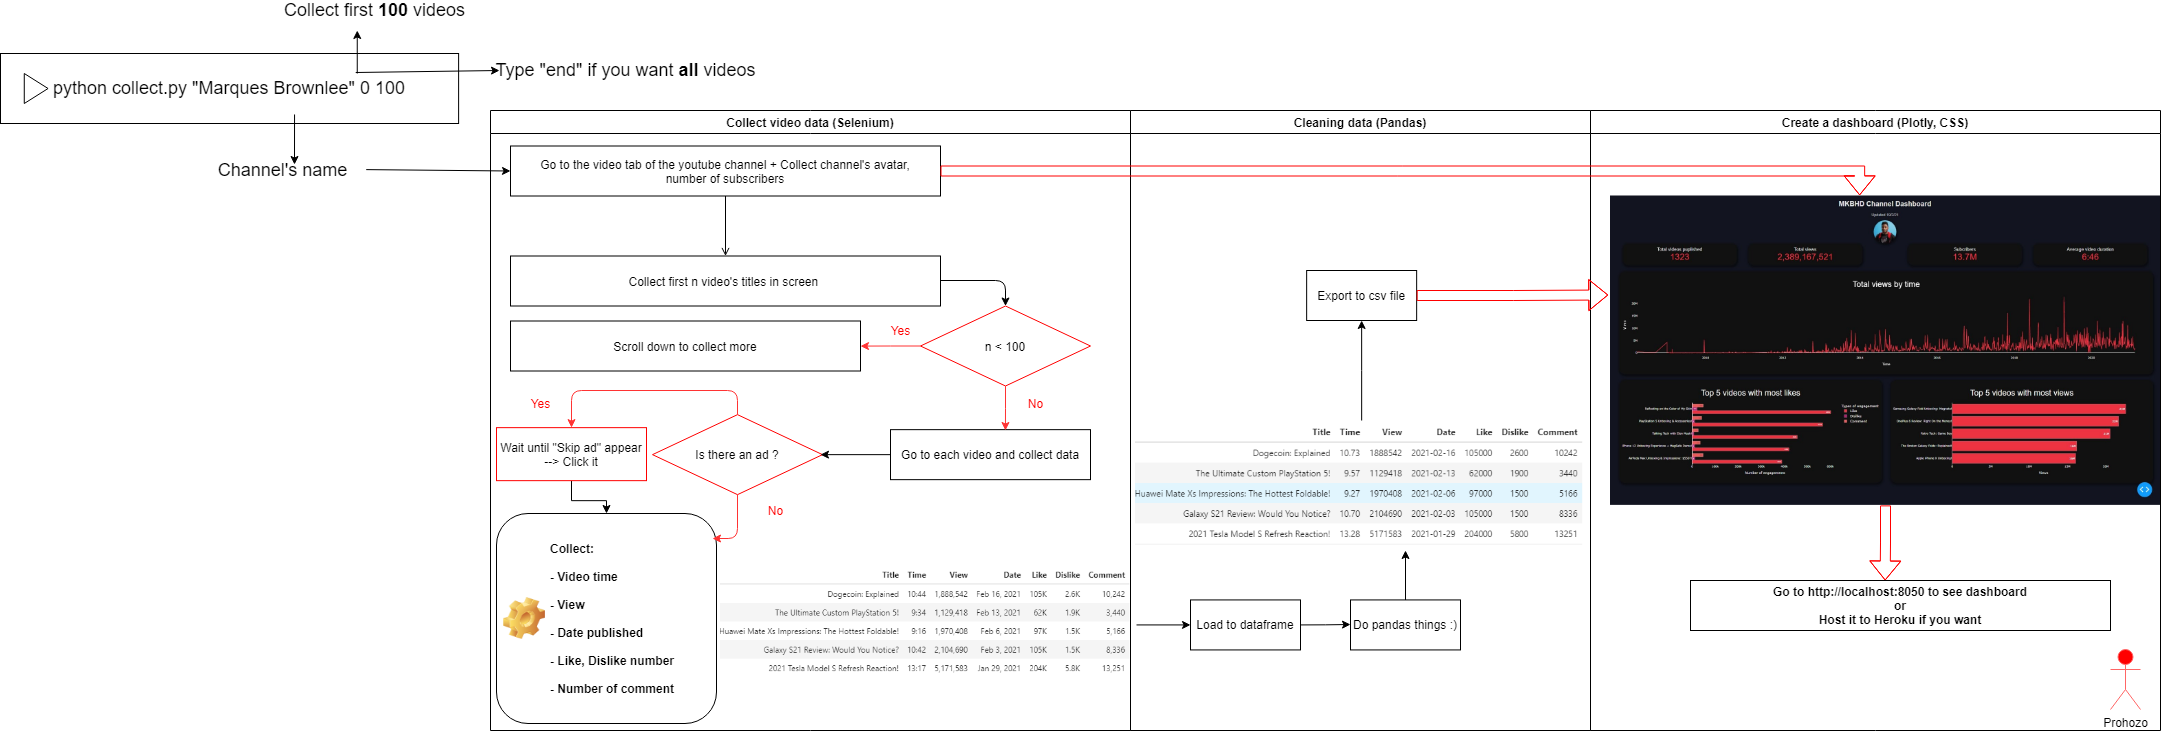 Collect first 100 videos
Type "end" if you want all videos
python collect.py "Marques Brownlee" 0 100
Channel's name
Collect video data (Selenium)
Go to the video tab of the youtube channel + Collect channel's avatar,
number of subscribers
Collect first n video's titles in screen
n < 100
Yes
Scroll down to collect more
No
Go to each video and collect data
Is there an ad ?
Yes
Wait until "Skip ad" appear
--> Click it
No
Collect:
- Video time
- View
- Date published
- Like, Dislike number
- Number of comment
Title Time View Date Like Dislike Comment
Dogecoin: Explained 10:44 1,888,542 Feb 16, 2021 105K 2.6K 10,242
The Ultimate Custom PlayStation 5! 9:34 1,129,418 Feb 13, 2021 62K 1.9K 3,440
Huawei Mate Xs Impressions: The Hottest Foldable! 9:16 1,970,408 Feb 6, 2021 97K 1.5K 5,166
Galaxy S21 Review: Would You Notice? 10:42 2,104,690 Feb 3, 2021 105K 1.5K 8,336
2021 Tesla Model S Refresh Reaction! 13:17 5,171,583 Jan 29, 2021 204K 5.8K 13,251
Cleaning data (Pandas)
Export to csv file
Title Time View Date Like Dislike Comment
Dogecoin: Explained 10.73 1888542 2021-02-16 105000 2600 10242
The Ultimate Custom PlayStation 5! 9.57 1129418 2021-02-13 62000 1900 3440
Huawei Mate Xs Impressions: The Hottest Foldable! 9.27 1970408 2021-02-06 97000 1500 5166
Galaxy S21 Review: Would You Notice? 10.70 2104690 2021-02-03 105000 1500 8336
2021 Tesla Model S Refresh Reaction! 13.28 5171583 2021-01-29 204000 5800 13251
Load to dataframe
Do pandas things :)
Create a dashboard (Plotly, CSS)
MKBHD Channel Dashboard
Total videos puplished
1323
Total views
2,389,167,521
Subcribers
13.7M
Average video duration
6:46
Total views by time
Time
Top 5 videos with most likes
Types of engagement
Like
Dislike
Comment
Number of engagement
Top 5 videos with most views
Views
Go to http://localhost:8050 to see dashboard
or
Host it to Heroku if you want
Prohozo